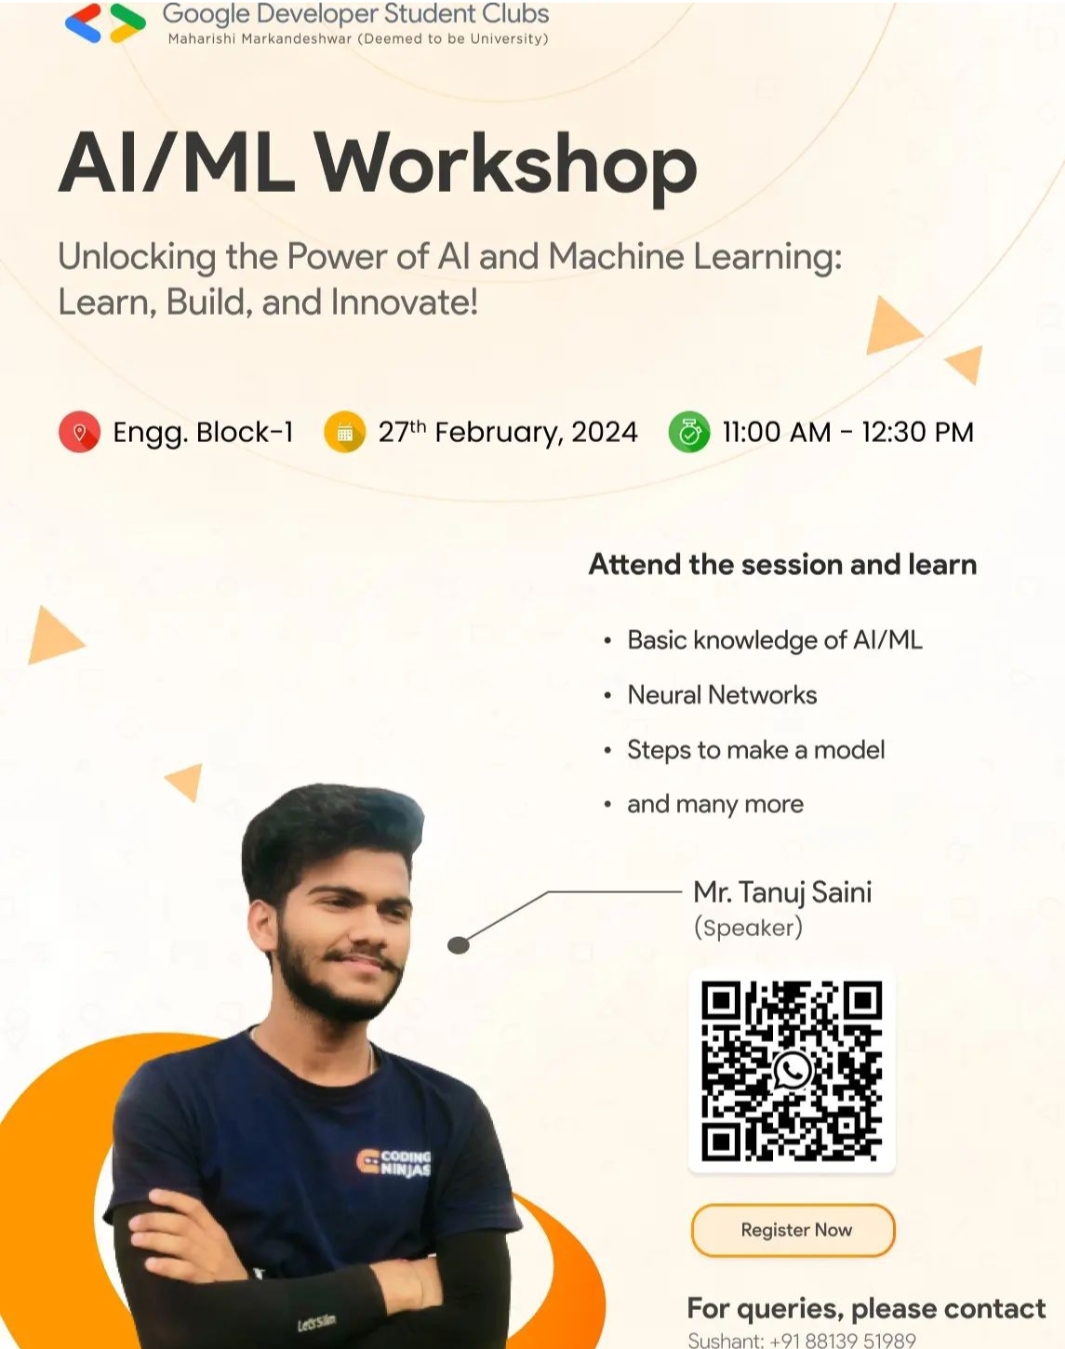 Google Developer Student Clubs
Maharishi Markandeshwar (Deemed to be University)
AI/ML Workshop
Unlocking the Power of AI and Machine Learning:
Learn, Build, and Innovate!
Engg. Block-1 27th February, 2024 11:00 AM - 12:30 PM
Attend the session and learn
• Basic knowledge of AI/ML
• Neural Networks
• Steps to make a model
• and many more
Mr. Tanuj Saini
(Speaker)
CODING
NINJAS
Register Now
For queries, please contact
Sushant: +91 88139 51989